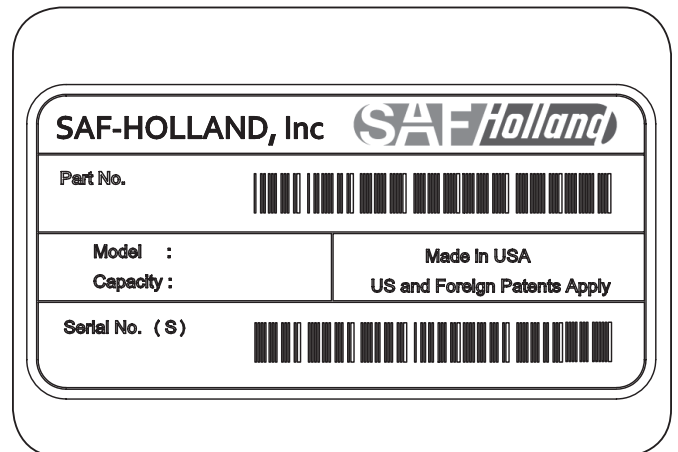 SAF-HOLLAND, Inc SAF Holland
Part No.
Model :
Capacity :
Made in USA
US and Foreign Patents Apply
Serial No. (S)